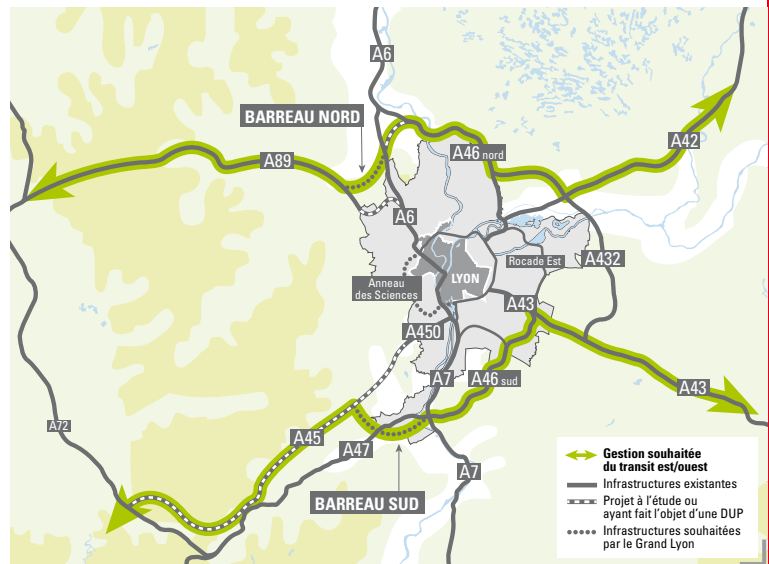 A6
BARREAU NORD
A46 nord
A42
A89
A6
A432
Rocade Est
LYON
Anneau
des Sciences
A43
A450
A7
A46 sud
A43
A72
A45
A47
A7
BARREAU SUD
Gestion souhaitée
du transit est/ouest
Infrastructures existantes
Projet à l'étude ou
ayant fait l'objet d'une DUP
Infrastructures souhaitées
par le Grand Lyon